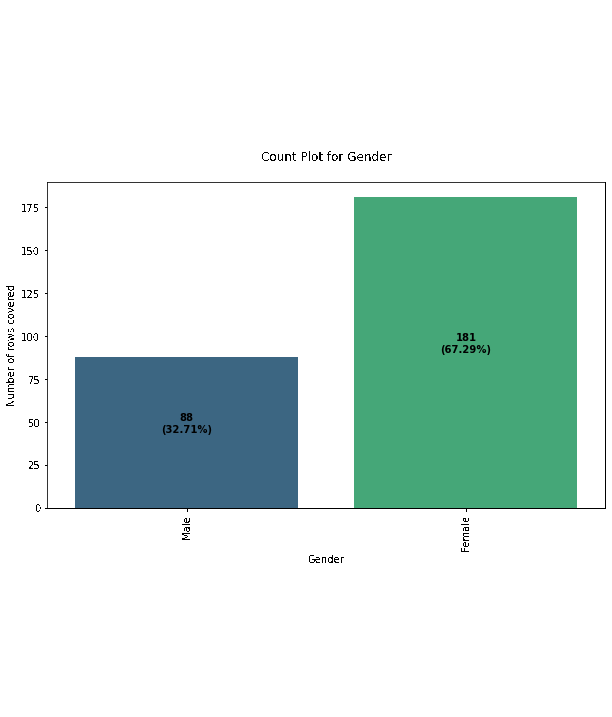 Count Plot for Gender
175
150
125
100
75
50
25
0
Number of rows covered
88
(32.71%)
181
(67.29%)
Male
Female
Gender